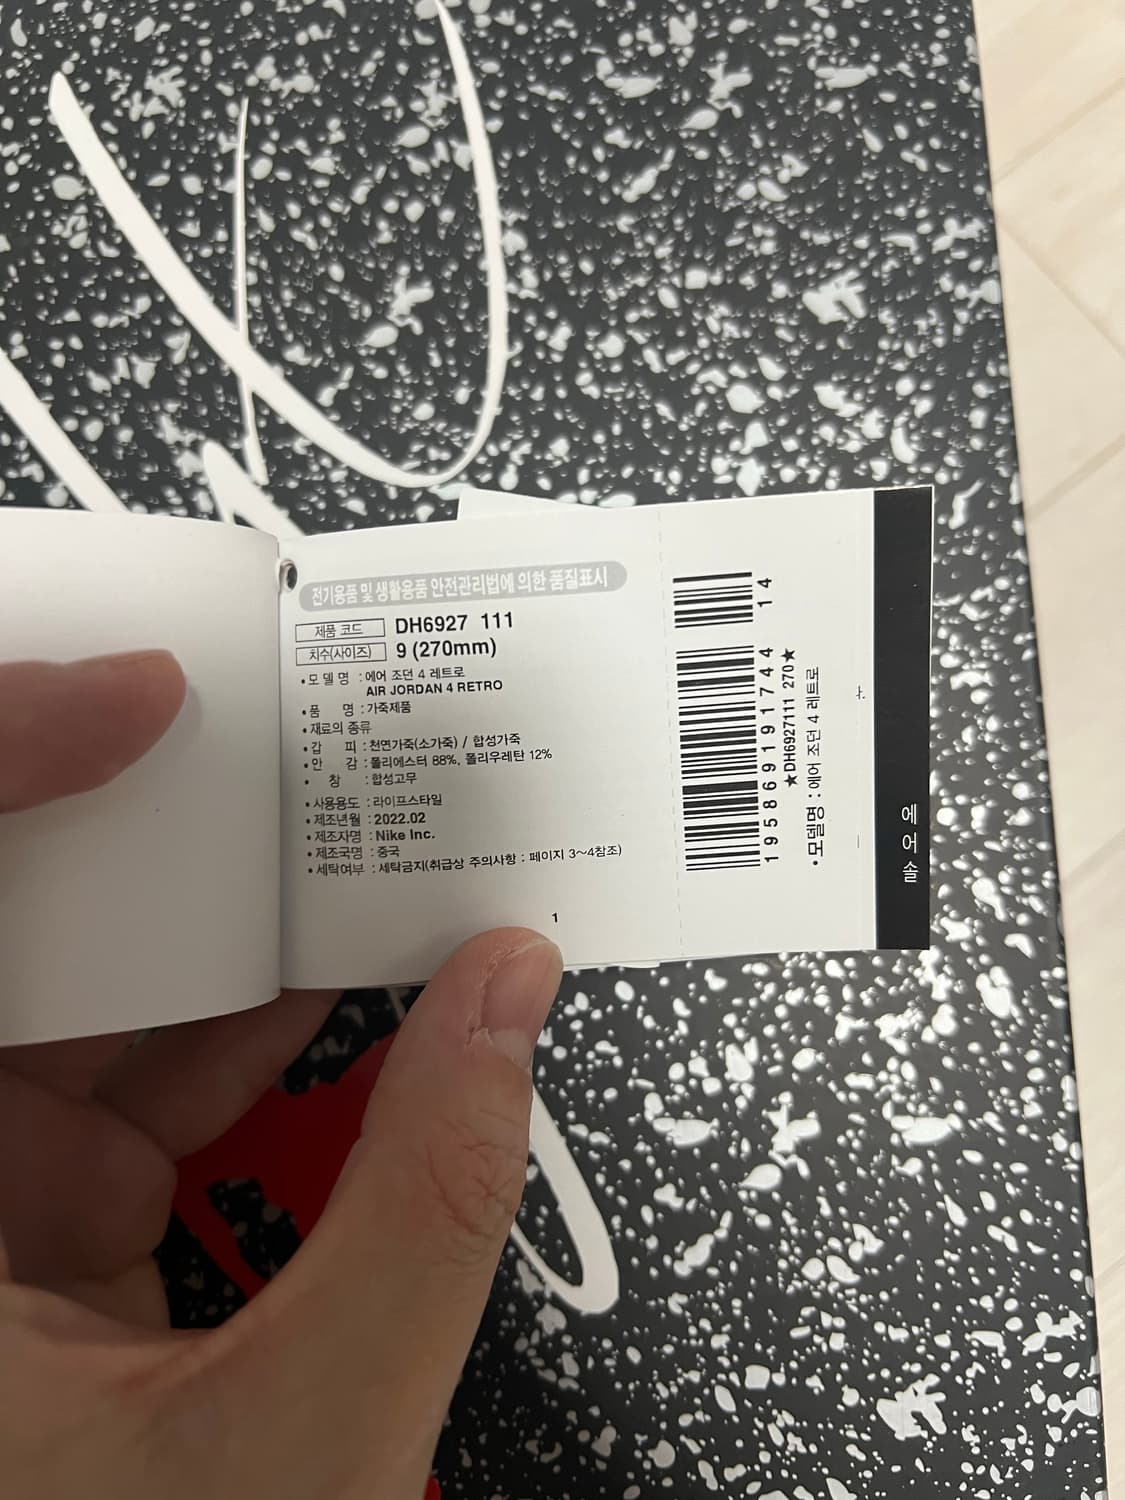 전기용품 및 생활용품 안전관리법에 의한 품질표시
제품 코드 DH6927 111
치수(사이즈) 9 (270mm)
•모 델 명 : 에어 조던 4 레트로
AIR JORDAN 4 RETRO
•품 명 : 가죽제품
•재료의 종류
•갑 피 : 천연가죽(소가죽) / 합성가죽
•안 감 : 폴리에스터 88%, 폴리우레탄 12%
• 창 : 합성고무
•사용용도 : 라이프스타일
•제조년월 : 2022.02
•제조자명 : Nike Inc.
•제조국명 : 중국
•세탁여부 : 세탁금지(취급상 주의사항 : 페이지 3~4참조)
1
14
195869191744
★DH6927111 270★
•모델명 : 에어 조던 4 레트로
에어솔